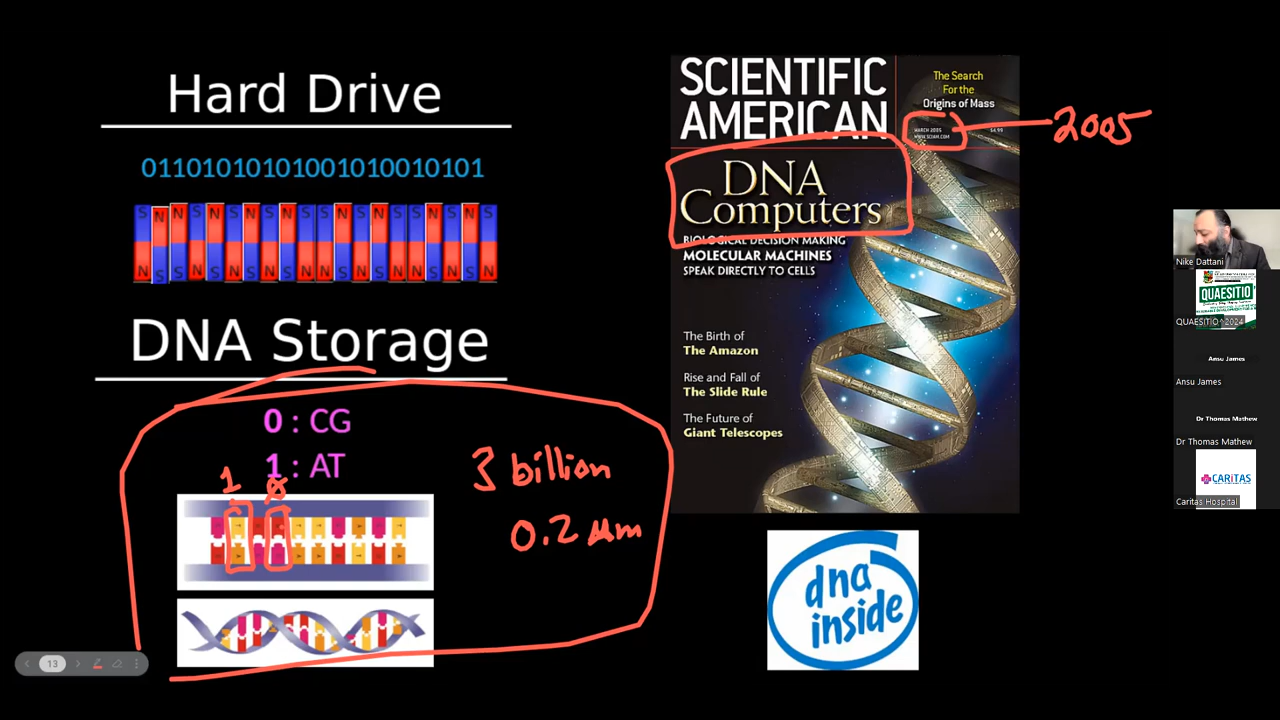 Hard Drive
01101010101001010010101
S N N S N S N S S N S N S S N S N S N
N S S N S N N N N N
DNA Storage
0 : CG
1 : AT
1 0
3 billion
0.2 μm
SCIENTIFIC
AMERICAN
The Search
For the
Origins of Mass
MARCH 2005
WWW.SCIAM.COM
$4.99
2005
DNA
Computers
BIOLOGICAL DECISION MAKING
MOLECULAR MACHINES
SPEAK DIRECTLY TO CELLS
The Birth of
The Amazon
Rise and Fall of
The Slide Rule
The Future of
Giant Telescopes
dna
inside
13
Nike Dattani
QUAESITIO
QUAESITIO 2024
Ansu James
Ansu James
Dr Thomas Mathew
Dr Thomas Mathew
CARITAS
Caritas Hospital